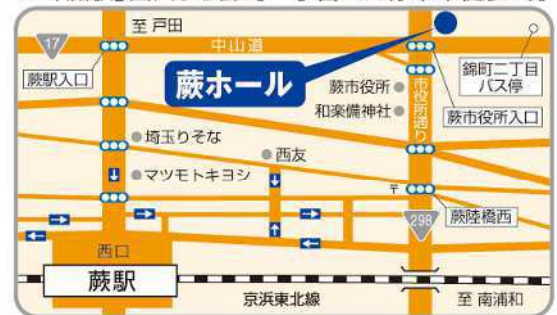 至 戸田
17
中山道
蕨駅入口
蕨ホール
錦町二丁目
バス停
蕨市役所
市役所通り
和楽備神社
蕨市役所入口
埼玉りそな
西友
マツモトキヨシ
〒
298
蕨陸橋西
西口
蕨駅
京浜東北線
至 南浦和